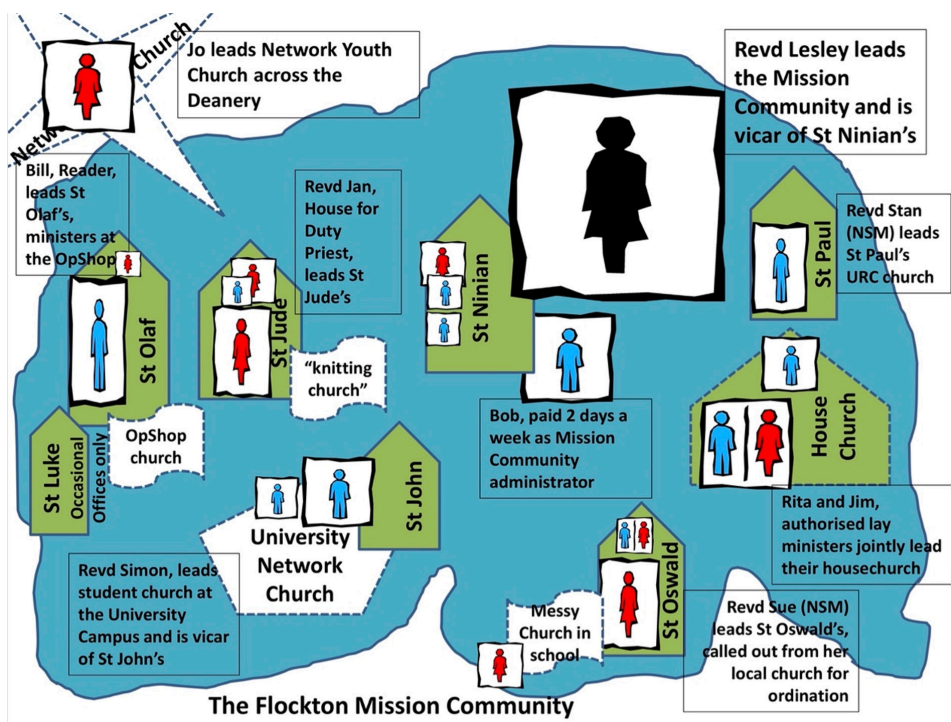 Network
Church
Jo leads Network Youth
Church across the
Deanery
Revd Lesley leads
the Mission
Community and is
vicar of St Ninian's
Bill, Reader,
leads St
Olaf's,
ministers at
the OpShop
Revd Jan,
House for
Duty
Priest,
leads St
Jude's
Revd Stan
(NSM) leads
St Paul's
URC church
St Olaf
St Jude
St Ninian
St Paul
"knitting
church"
OpShop
church
St Luke
Occasional
Offices only
Bob, paid 2 days a
week as Mission
Community
administrator
House
Church
St John
University
Network
Church
Rita and Jim,
authorised lay
ministers jointly lead
their housechurch
Revd Simon, leads
student church at
the University
Campus and is vicar
of St John's
Messy
Church in
school
St Oswald
Revd Sue (NSM)
leads St Oswald's,
called out from her
local church for
ordination
The Flockton Mission Community